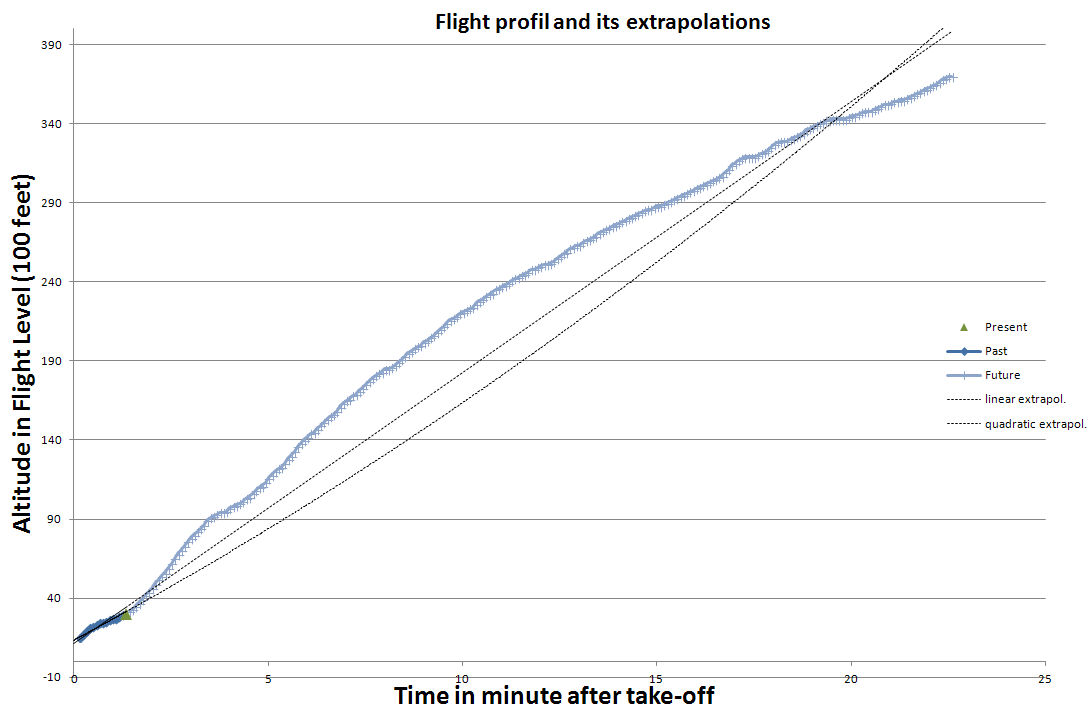 Flight profil and its extrapolations
390
340
290
240
190
140
90
40
-10
Altitude in Flight Level (100 feet)
0
5
10
15
20
25
Time in minute after take-off
Present
Past
Future
linear extrapol.
quadratic extrapol.